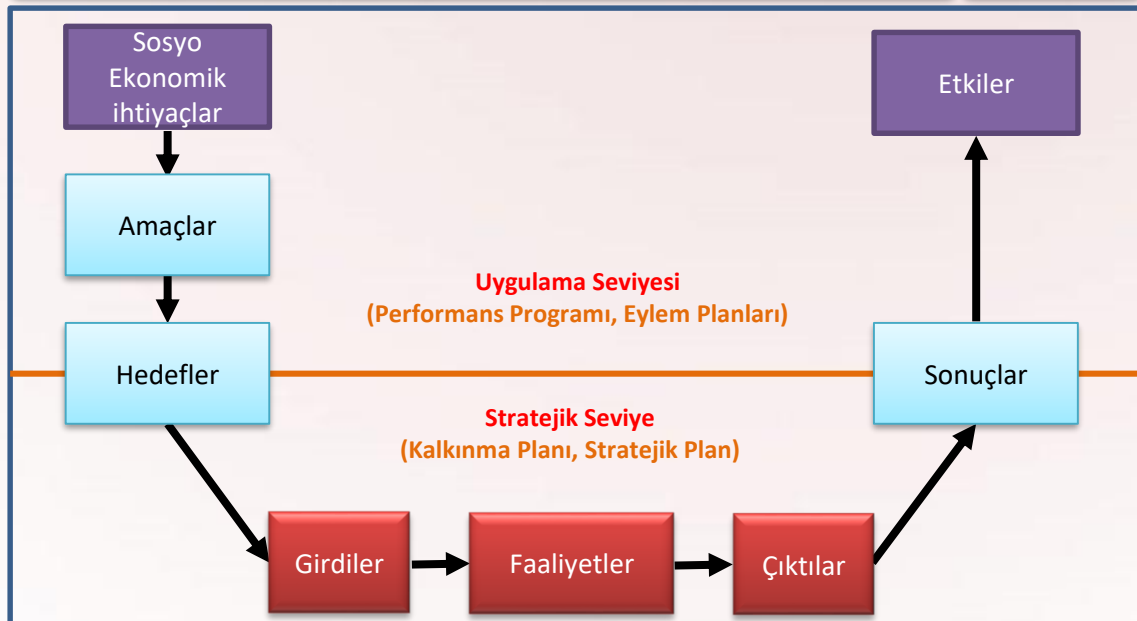 Sosyo
Ekonomik
ihtiyaçlar
Etkiler
Amaçlar
Uygulama Seviyesi
(Performans Programı, Eylem Planları)
Hedefler
Sonuçlar
Stratejik Seviye
(Kalkınma Planı, Stratejik Plan)
Girdiler
Faaliyetler
Çıktılar